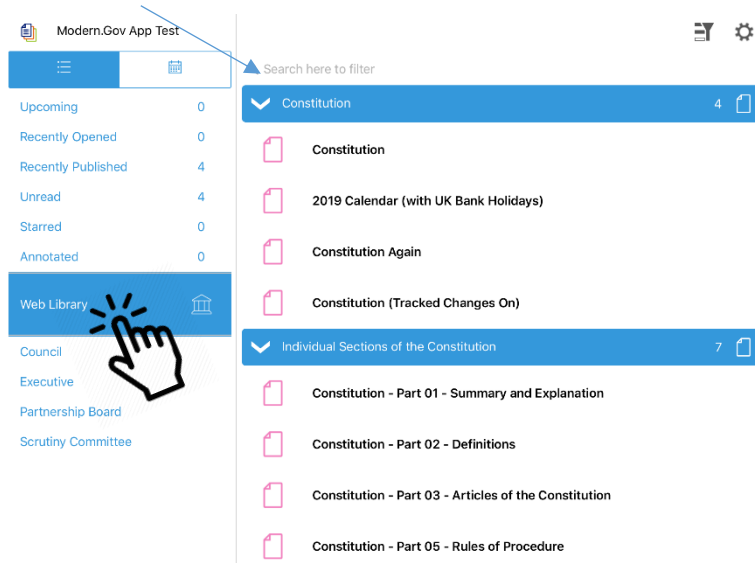 Modern.Gov App Test
Upcoming 0
Recently Opened 0
Recently Published 4
Unread 4
Starred 0
Annotated 0
Web Library
Council
Executive
Partnership Board
Scrutiny Committee
Search here to filter
Constitution 4
Constitution
2019 Calendar (with UK Bank Holidays)
Constitution Again
Constitution (Tracked Changes On)
Individual Sections of the Constitution 7
Constitution - Part 01 - Summary and Explanation
Constitution - Part 02 - Definitions
Constitution - Part 03 - Articles of the Constitution
Constitution - Part 05 - Rules of Procedure